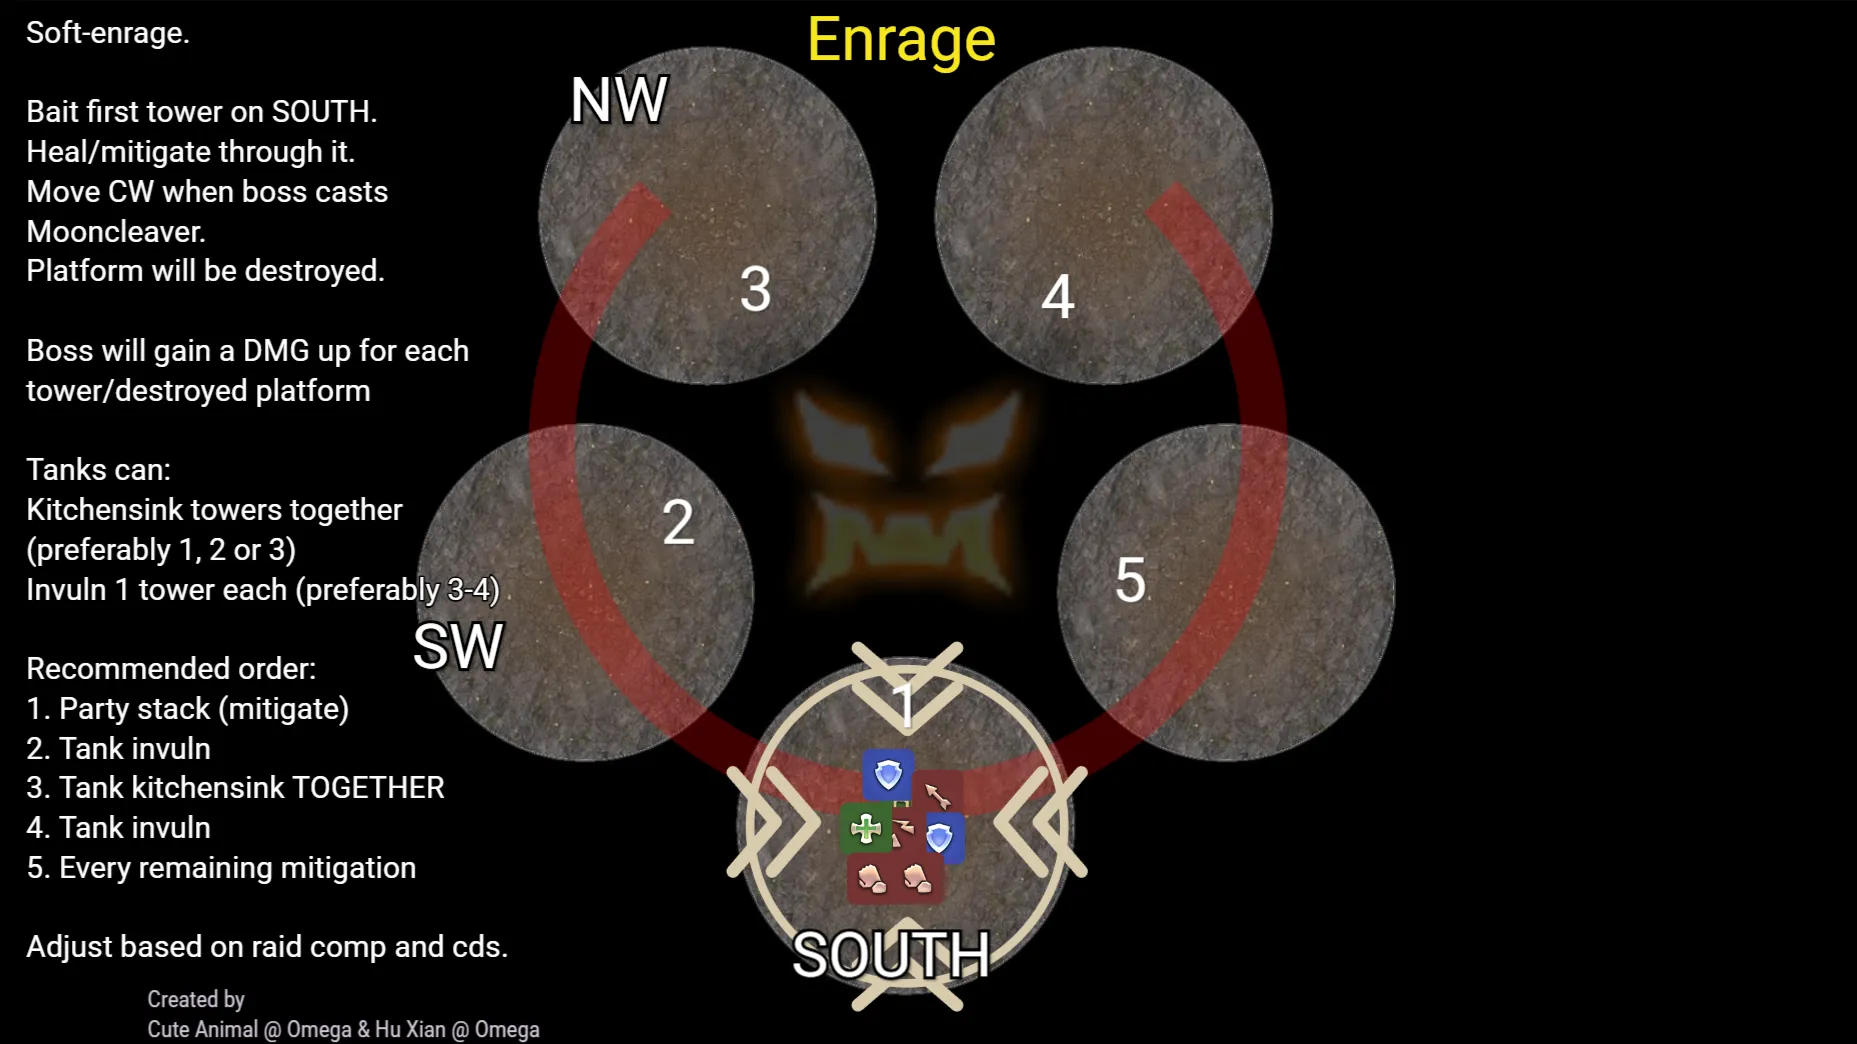 Enrage
Soft-enrage.
Bait first tower on SOUTH.
Heal/mitigate through it.
Move CW when boss casts
Mooncleaver.
Platform will be destroyed.
Boss will gain a DMG up for each
tower/destroyed platform
Tanks can:
Kitchensink towers together
(preferably 1, 2 or 3)
Invuln 1 tower each (preferably 3-4)
Recommended order:
1. Party stack (mitigate)
2. Tank invuln
3. Tank kitchensink TOGETHER
4. Tank invuln
5. Every remaining mitigation
Adjust based on raid comp and cds.
Created by
Cute Animal @ Omega & Hu Xian @ Omega
NW
3
4
2
5
SW
1
SOUTH